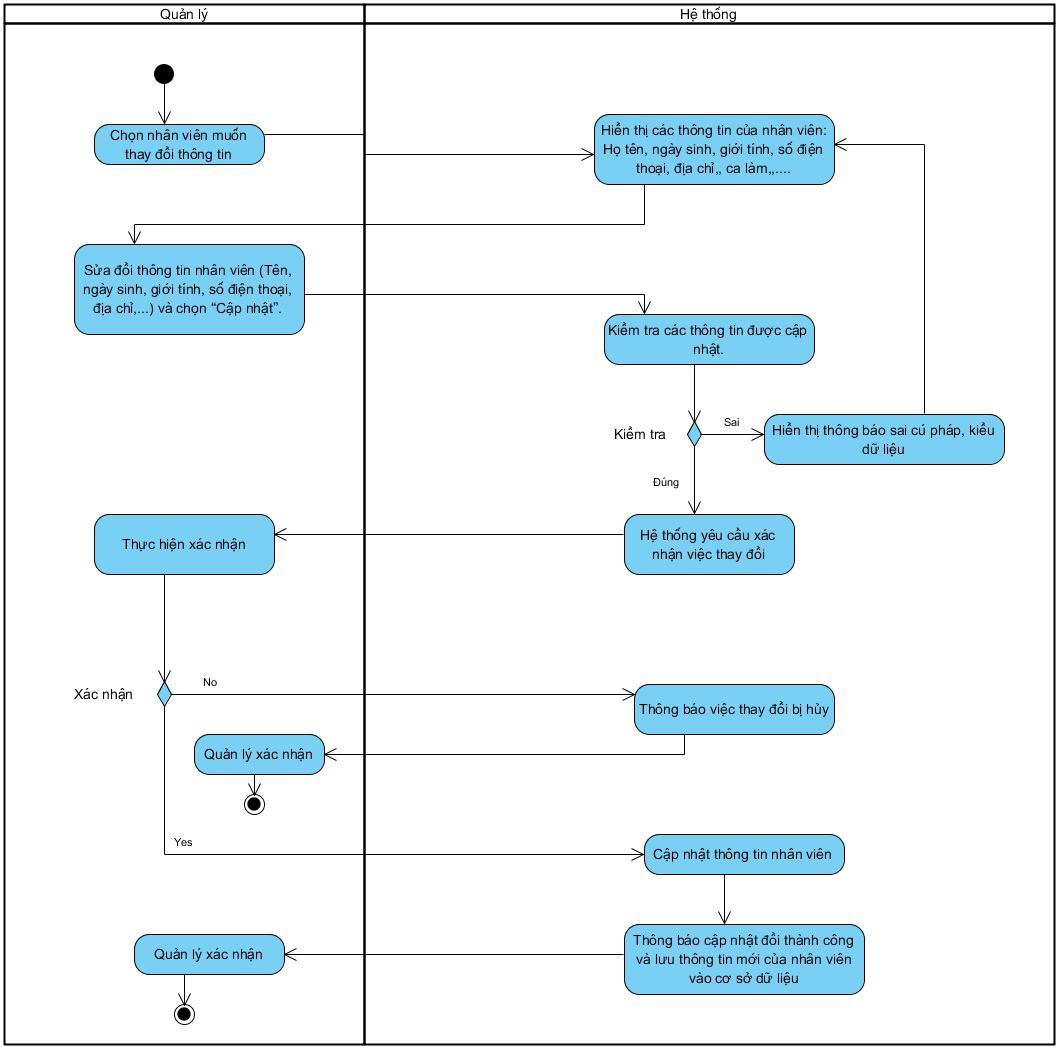 Quản lý
Hệ thống
Chọn nhân viên muốn
thay đổi thông tin
Hiển thị các thông tin của nhân viên:
Họ tên, ngày sinh, giới tính, số điện
thoại, địa chỉ,, ca làm,,....
Sửa đổi thông tin nhân viên (Tên,
ngày sinh, giới tính, số điện thoại,
địa chỉ,...) và chọn “Cập nhật”.
Kiểm tra các thông tin được cập
nhật.
Kiểm tra
Sai
Hiển thị thông báo sai cú pháp, kiểu
dữ liệu
Đúng
Thực hiện xác nhận
Hệ thống yêu cầu xác
nhận việc thay đổi
Xác nhận
No
Thông báo việc thay đổi bị hủy
Quản lý xác nhận
Yes
Cập nhật thông tin nhân viên
Quản lý xác nhận
Thông báo cập nhật đổi thành công
và lưu thông tin mới của nhân viên
vào cơ sở dữ liệu